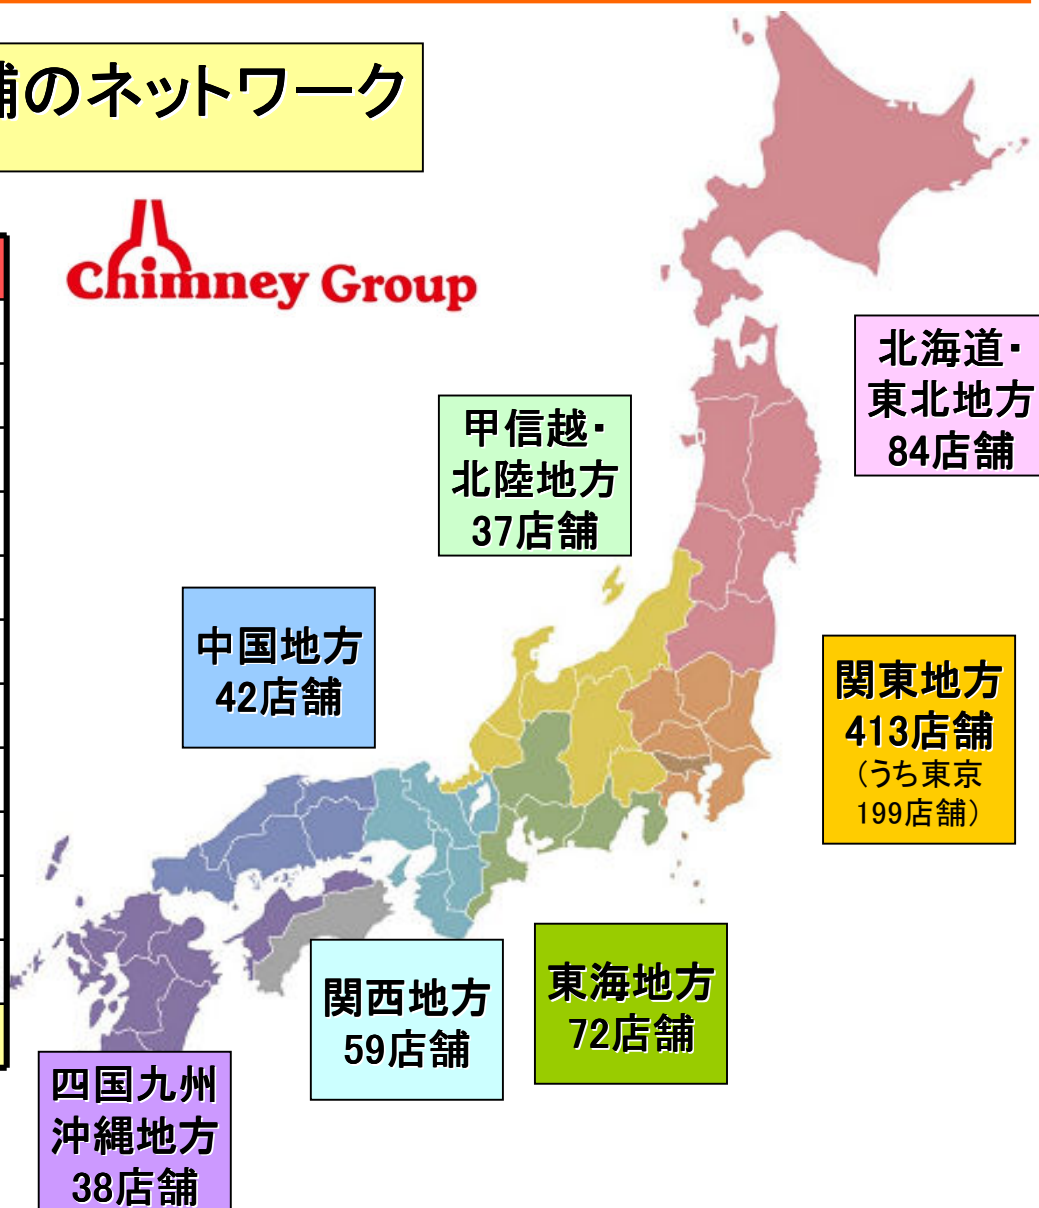 舗のネットワーク
Chimney Group
北海道・
東北地方
84店舗
甲信越・
北陸地方
37店舗
中国地方
42店舗
関東地方
413店舗
（うち東京
199店舗）
関西地方
59店舗
東海地方
72店舗
四国九州
沖縄地方
38店舗